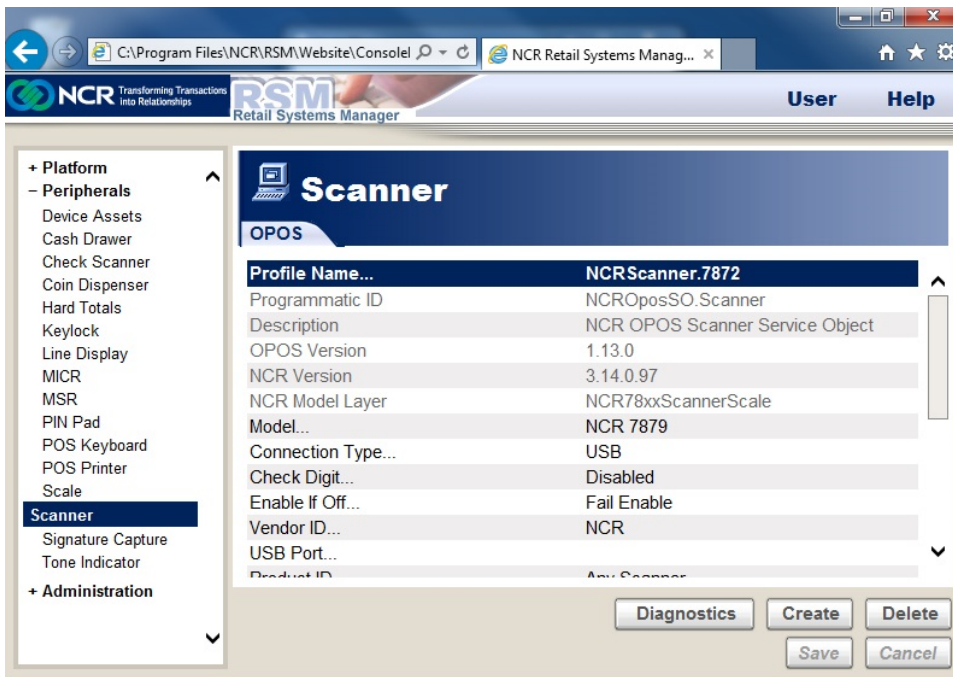 C:\Program Files\NCR\RSM\Website\Consolel
NCR Retail Systems Manag...
NCR Transforming Transactions into Relationships
RSM
Retail Systems Manager
User Help
+ Platform
– Peripherals
Device Assets
Cash Drawer
Check Scanner
Coin Dispenser
Hard Totals
Keylock
Line Display
MICR
MSR
PIN Pad
POS Keyboard
POS Printer
Scale
Scanner
Signature Capture
Tone Indicator
+ Administration
Scanner
OPOS
Profile Name... NCRScanner.7872
Programmatic ID NCROposSO.Scanner
Description NCR OPOS Scanner Service Object
OPOS Version 1.13.0
NCR Version 3.14.0.97
NCR Model Layer NCR78xxScannerScale
Model... NCR 7879
Connection Type... USB
Check Digit... Disabled
Enable If Off... Fail Enable
Vendor ID... NCR
USB Port...
Product ID Any Scanner
Diagnostics Create Delete
Save Cancel